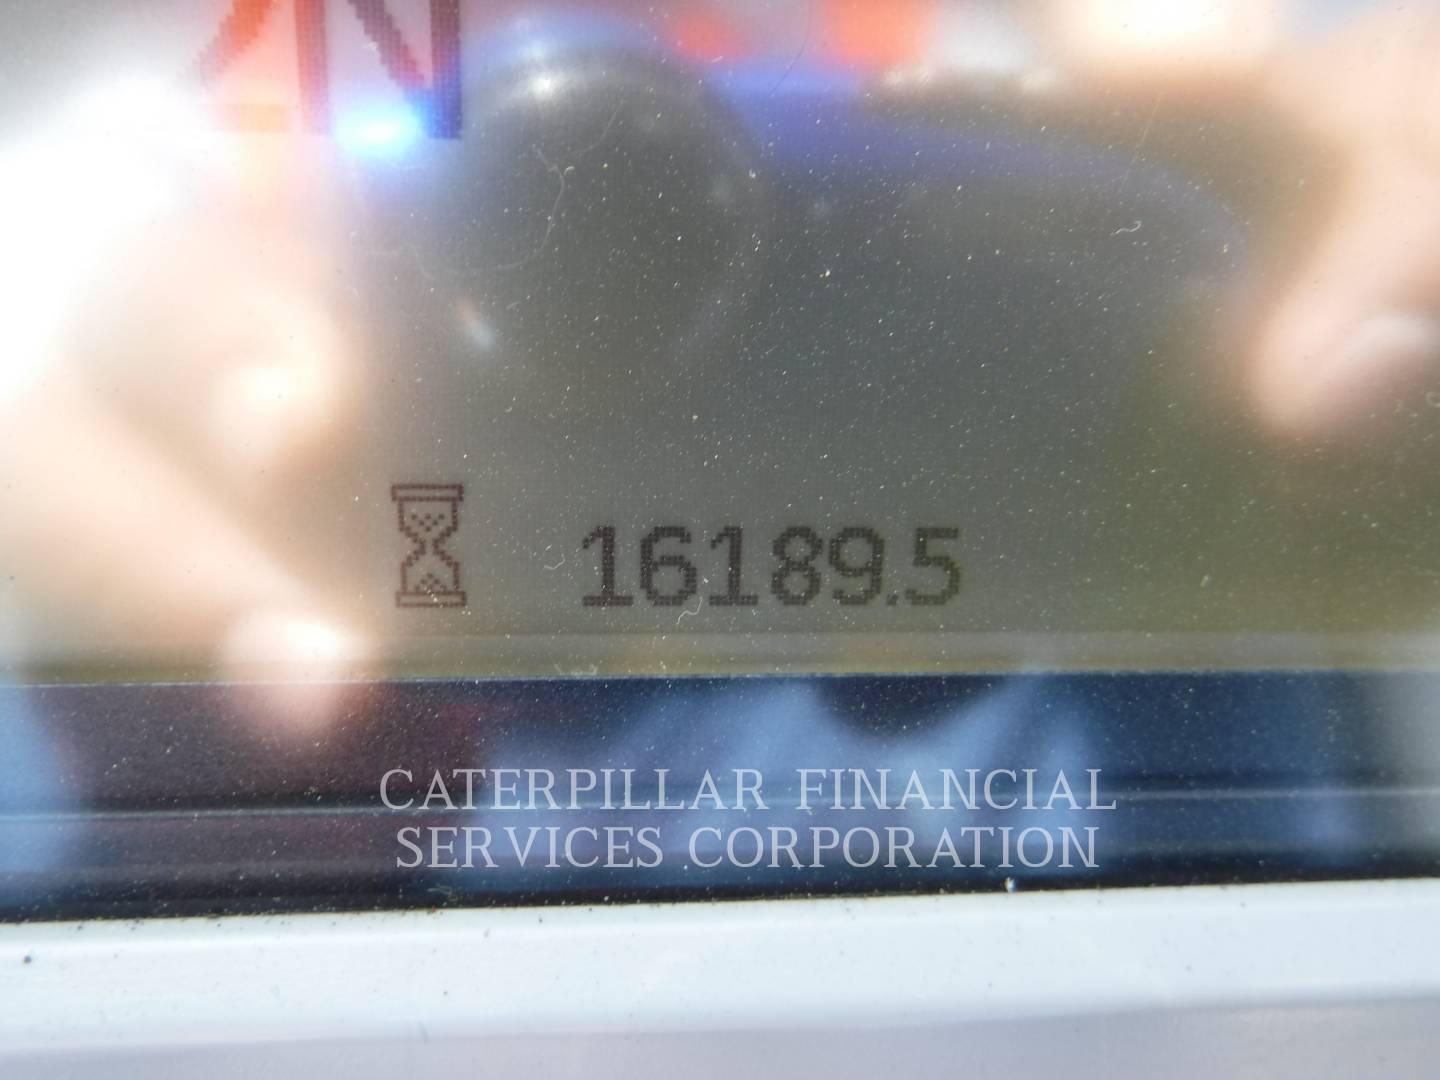 N
16189.5
CATERPILLAR FINANCIAL
SERVICES CORPORATION